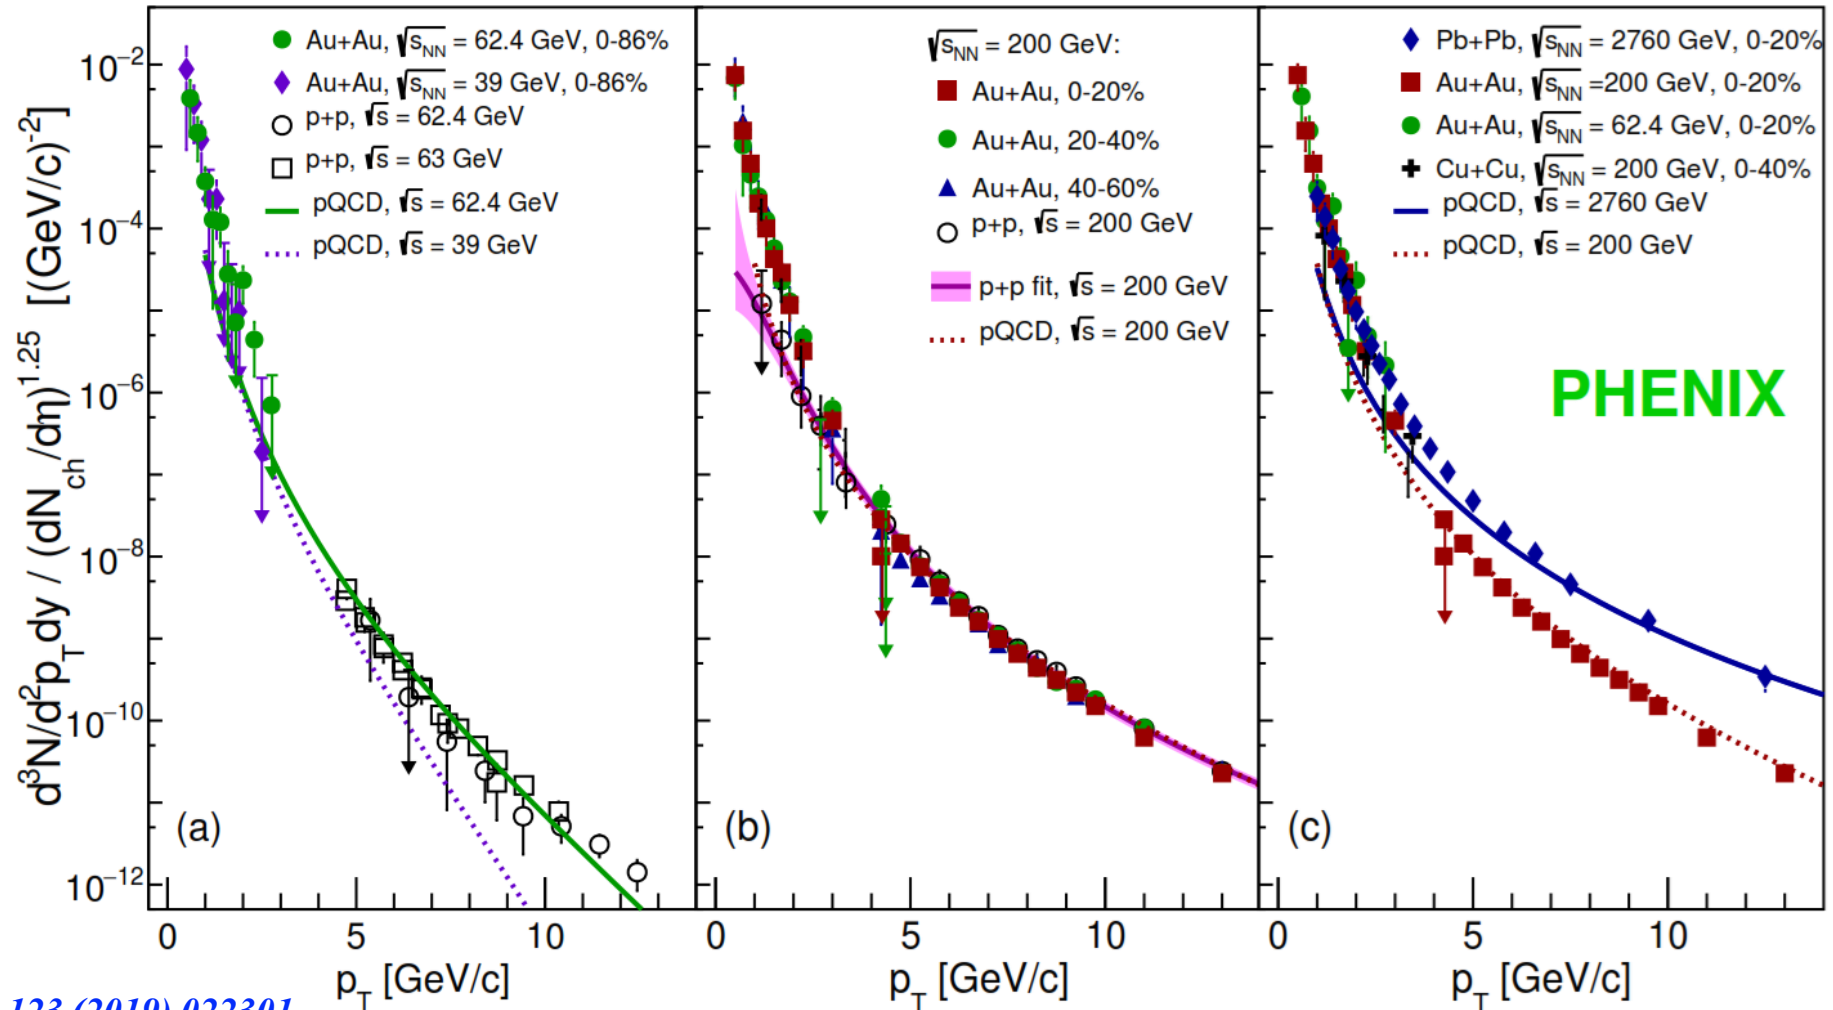 d³N/d²p_T dy / (dN_ch/dη)^1.25 [(GeV/c)^-2]
10⁻²
10⁻⁴
10⁻⁶
10⁻⁸
10⁻¹⁰
10⁻¹²
Au+Au, √s_NN = 62.4 GeV, 0-86%
Au+Au, √s_NN = 39 GeV, 0-86%
p+p, √s = 62.4 GeV
p+p, √s = 63 GeV
pQCD, √s = 62.4 GeV
pQCD, √s = 39 GeV
(a)
0 5 10
p_T [GeV/c]
√s_NN = 200 GeV:
Au+Au, 0-20%
Au+Au, 20-40%
Au+Au, 40-60%
p+p, √s = 200 GeV
p+p fit, √s = 200 GeV
pQCD, √s = 200 GeV
(b)
0 5 10
p_T [GeV/c]
Pb+Pb, √s_NN = 2760 GeV, 0-20%
Au+Au, √s_NN =200 GeV, 0-20%
Au+Au, √s_NN = 62.4 GeV, 0-20%
Cu+Cu, √s_NN = 200 GeV, 0-40%
pQCD, √s = 2760 GeV
pQCD, √s = 200 GeV
PHENIX
(c)
0 5 10
p_T [GeV/c]
123 (2019) 022301